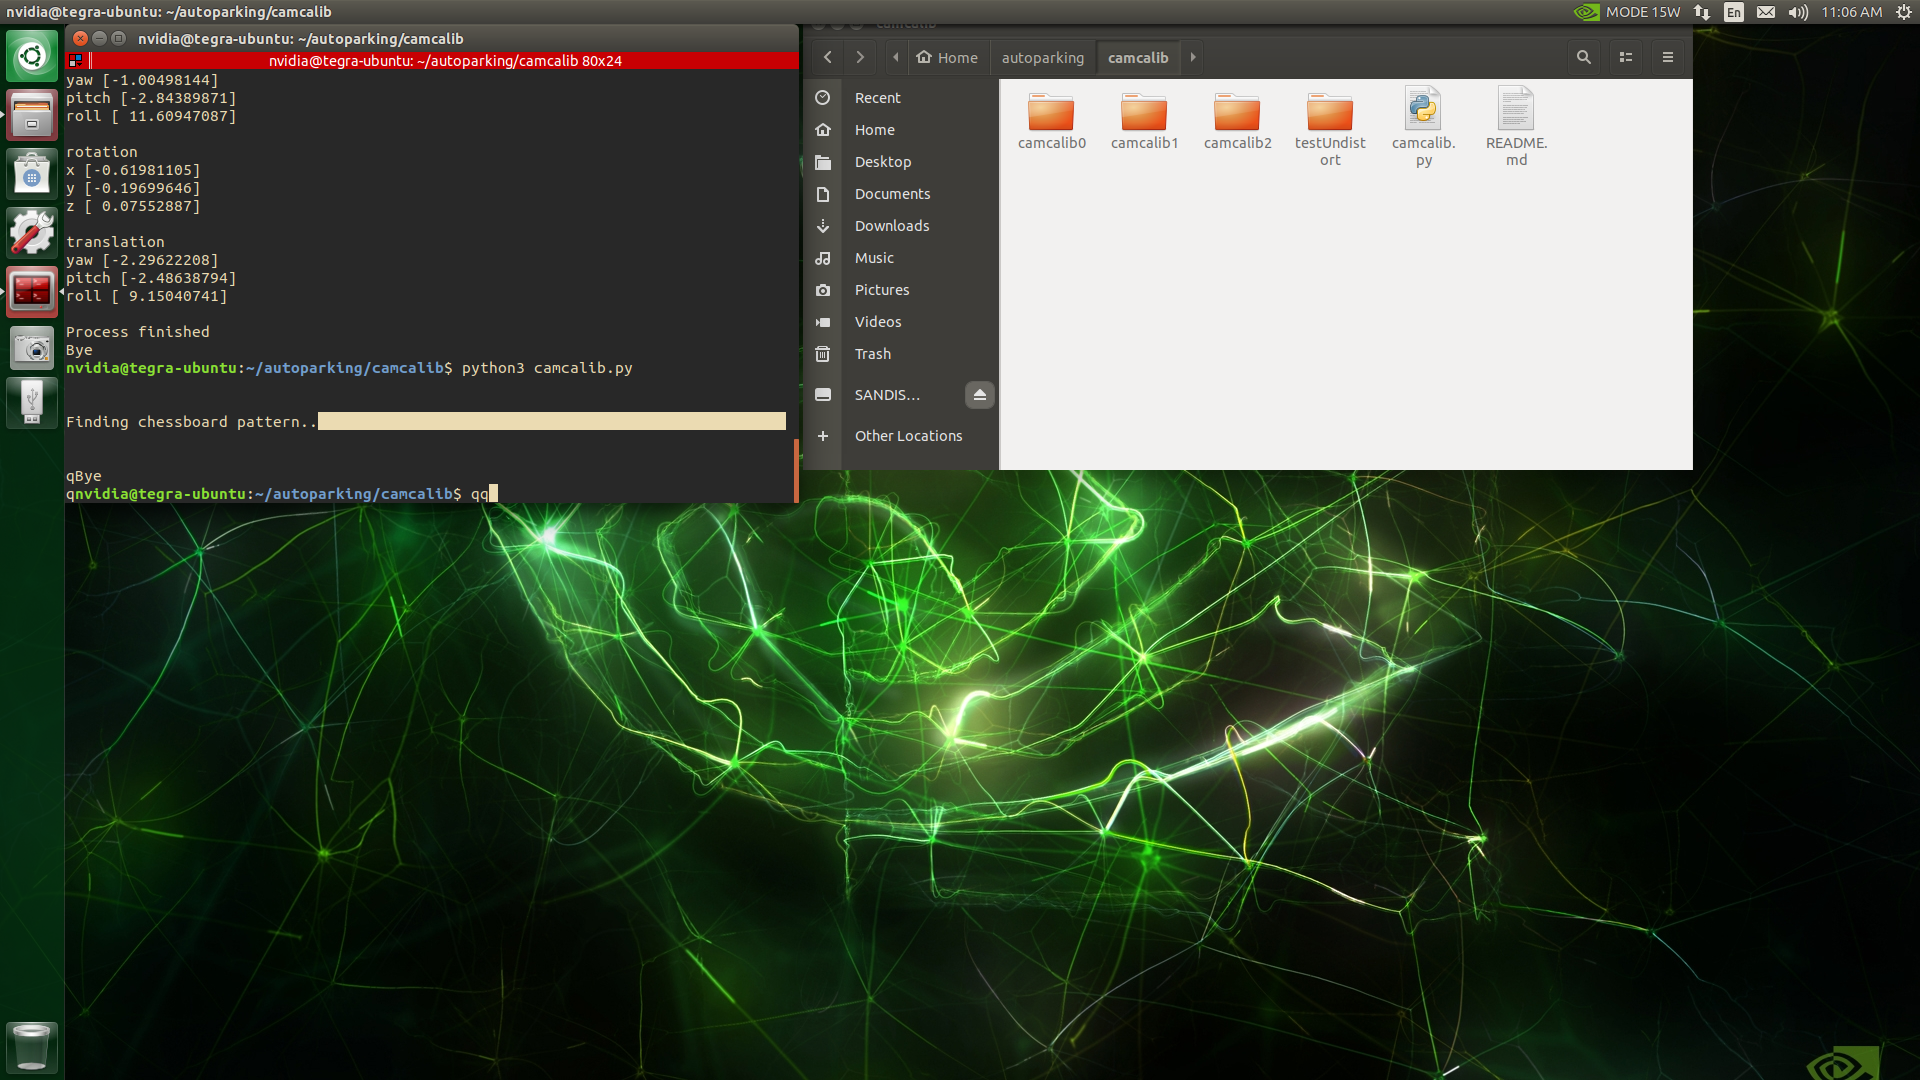 nvidia@tegra-ubuntu: ~/autoparking/camcalib
MODE 15W
En
11:06 AM
nvidia@tegra-ubuntu: ~/autoparking/camcalib
nvidia@tegra-ubuntu: ~/autoparking/camcalib 80x24
yaw [-1.00498144]
pitch [-2.84389871]
roll [ 11.60947087]
rotation
x [-0.61981105]
y [-0.19699646]
z [ 0.07552887]
translation
yaw [-2.29622208]
pitch [-2.48638794]
roll [ 9.15040741]
Process finished
Bye
nvidia@tegra-ubuntu:~/autoparking/camcalib$ python3 camcalib.py
Finding chessboard pattern..
qBye
qnvidia@tegra-ubuntu:~/autoparking/camcalib$ qq
camcalib
Home
autoparking
camcalib
Recent
Home
Desktop
Documents
Downloads
Music
Pictures
Videos
Trash
SANDIS...
Other Locations
camcalib0
camcalib1
camcalib2
testUndist
ort
camcalib.
py
README.
md